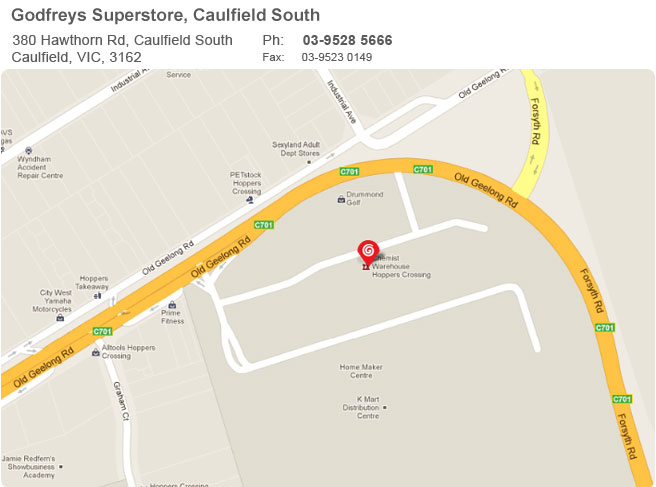 Godfreys Superstore, Caulfield South
380 Hawthorn Rd, Caulfield South
Caulfield, VIC, 3162
Ph: 03-9528 5666
Fax: 03-9523 0149
Industrial Av
Service
Industrial Ave
Old Geelong Rd
Forsyth Rd
AVS
gas
Wyndham
Accident
Repair Centre
Sexyland Adult
Dept Stores
PETstock
Hoppers
Crossing
C701
C701
Drummond
Golf
Old Geelong Rd
C701
Old Geelong Rd
Old Geelong Rd
Chemist
Warehouse
Hoppers Crossing
Forsyth Rd
Hoppers
Takeaway
City West
Yamaha
Motorcycles
Prime
Fitness
C701
C701
Alltools Hoppers
Crossing
Old Geelong Rd
Graham Ct
Home Maker
Centre
K Mart
Distribution
Centre
C701
Forsyth Rd
Jamie Redfern's
Showbusiness
Academy
Hoppers Crossing